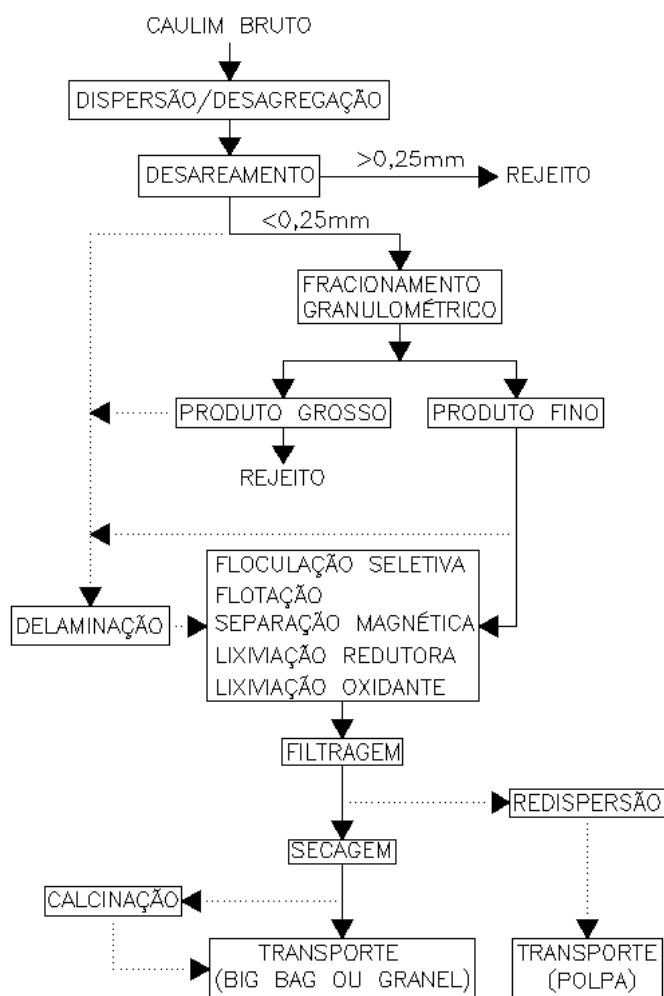 CAULIM BRUTO
DISPERSÃO/DESAGREGAÇÃO
DESAREAMENTO
>0,25mm
REJEITO
<0,25mm
FRACIONAMENTO
GRANULOMÉTRICO
PRODUTO GROSSO
PRODUTO FINO
REJEITO
FLOCULAÇÃO SELETIVA
FLOTAÇÃO
SEPARAÇÃO MAGNÉTICA
LIXIVIAÇÃO REDUTORA
LIXIVIAÇÃO OXIDANTE
DELAMINAÇÃO
FILTRAGEM
REDISPERSÃO
SECAGEM
CALCINAÇÃO
TRANSPORTE
(BIG BAG OU GRANEL)
TRANSPORTE
(POLPA)